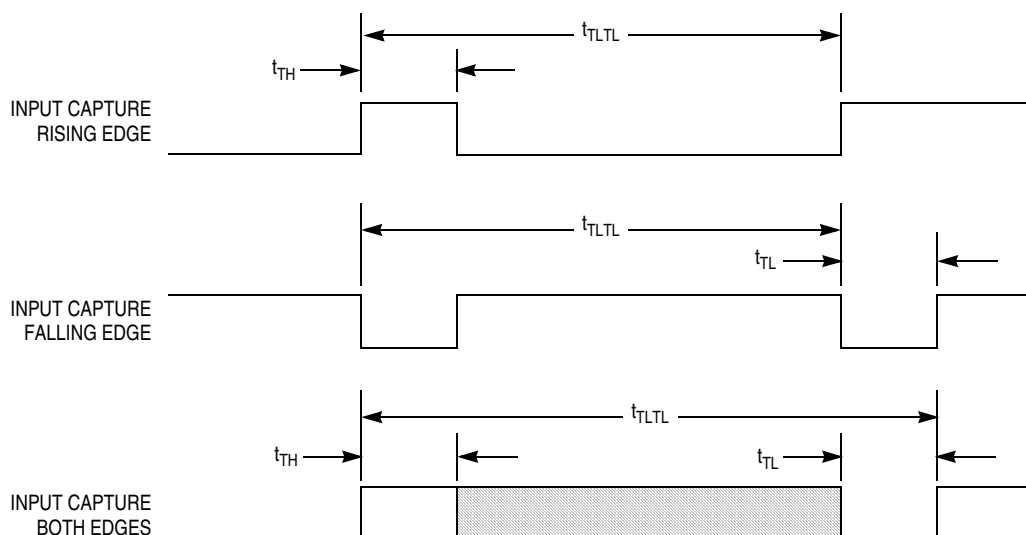 tTLTL
tTH
INPUT CAPTURE
RISING EDGE
tTLTL
tTL
INPUT CAPTURE
FALLING EDGE
tTLTL
tTH
tTL
INPUT CAPTURE
BOTH EDGES